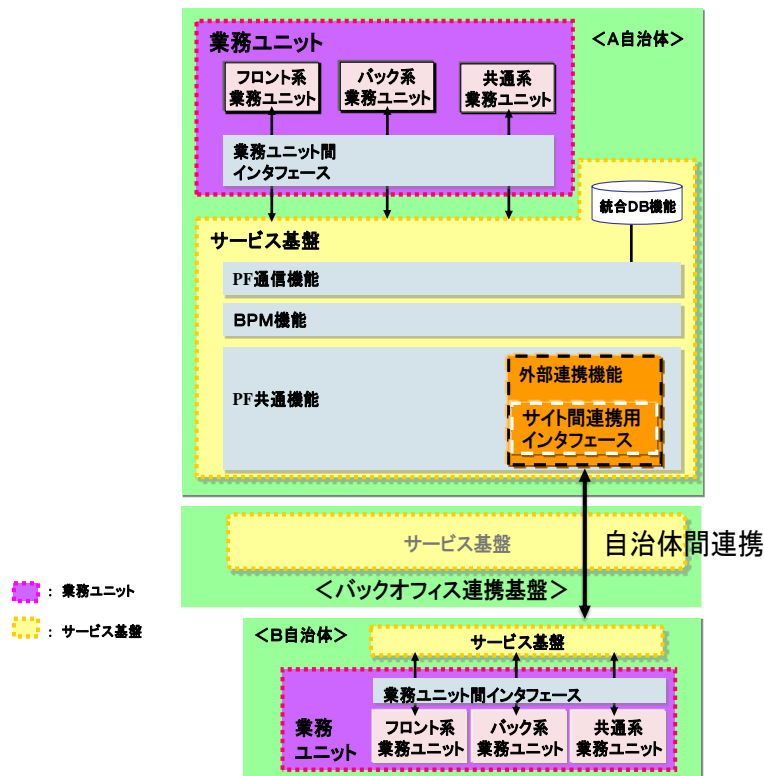 業務ユニット
＜A自治体＞
フロント系
業務ユニット
バック系
業務ユニット
共通系
業務ユニット
業務ユニット間
インタフェース
統合DB機能
サービス基盤
PF通信機能
BPM機能
PF共通機能
外部連携機能
サイト間連携用
インタフェース
サービス基盤
自治体間連携
＜バックオフィス連携基盤＞
：業務ユニット
：サービス基盤
＜B自治体＞
サービス基盤
業務ユニット間インタフェース
業務
ユニット
フロント系
業務ユニット
バック系
業務ユニット
共通系
業務ユニット